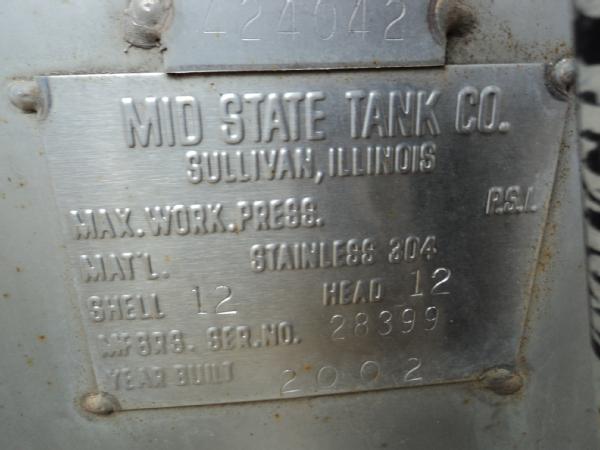 424642
MID STATE TANK CO.
SULLIVAN, ILLINOIS
MAX. WORK. PRESS. P.S.I.
MAT'L. STAINLESS 304
SHELL 12 HEAD 12
MFSRS. SER. NO. 28399
YEAR BUILT 2002